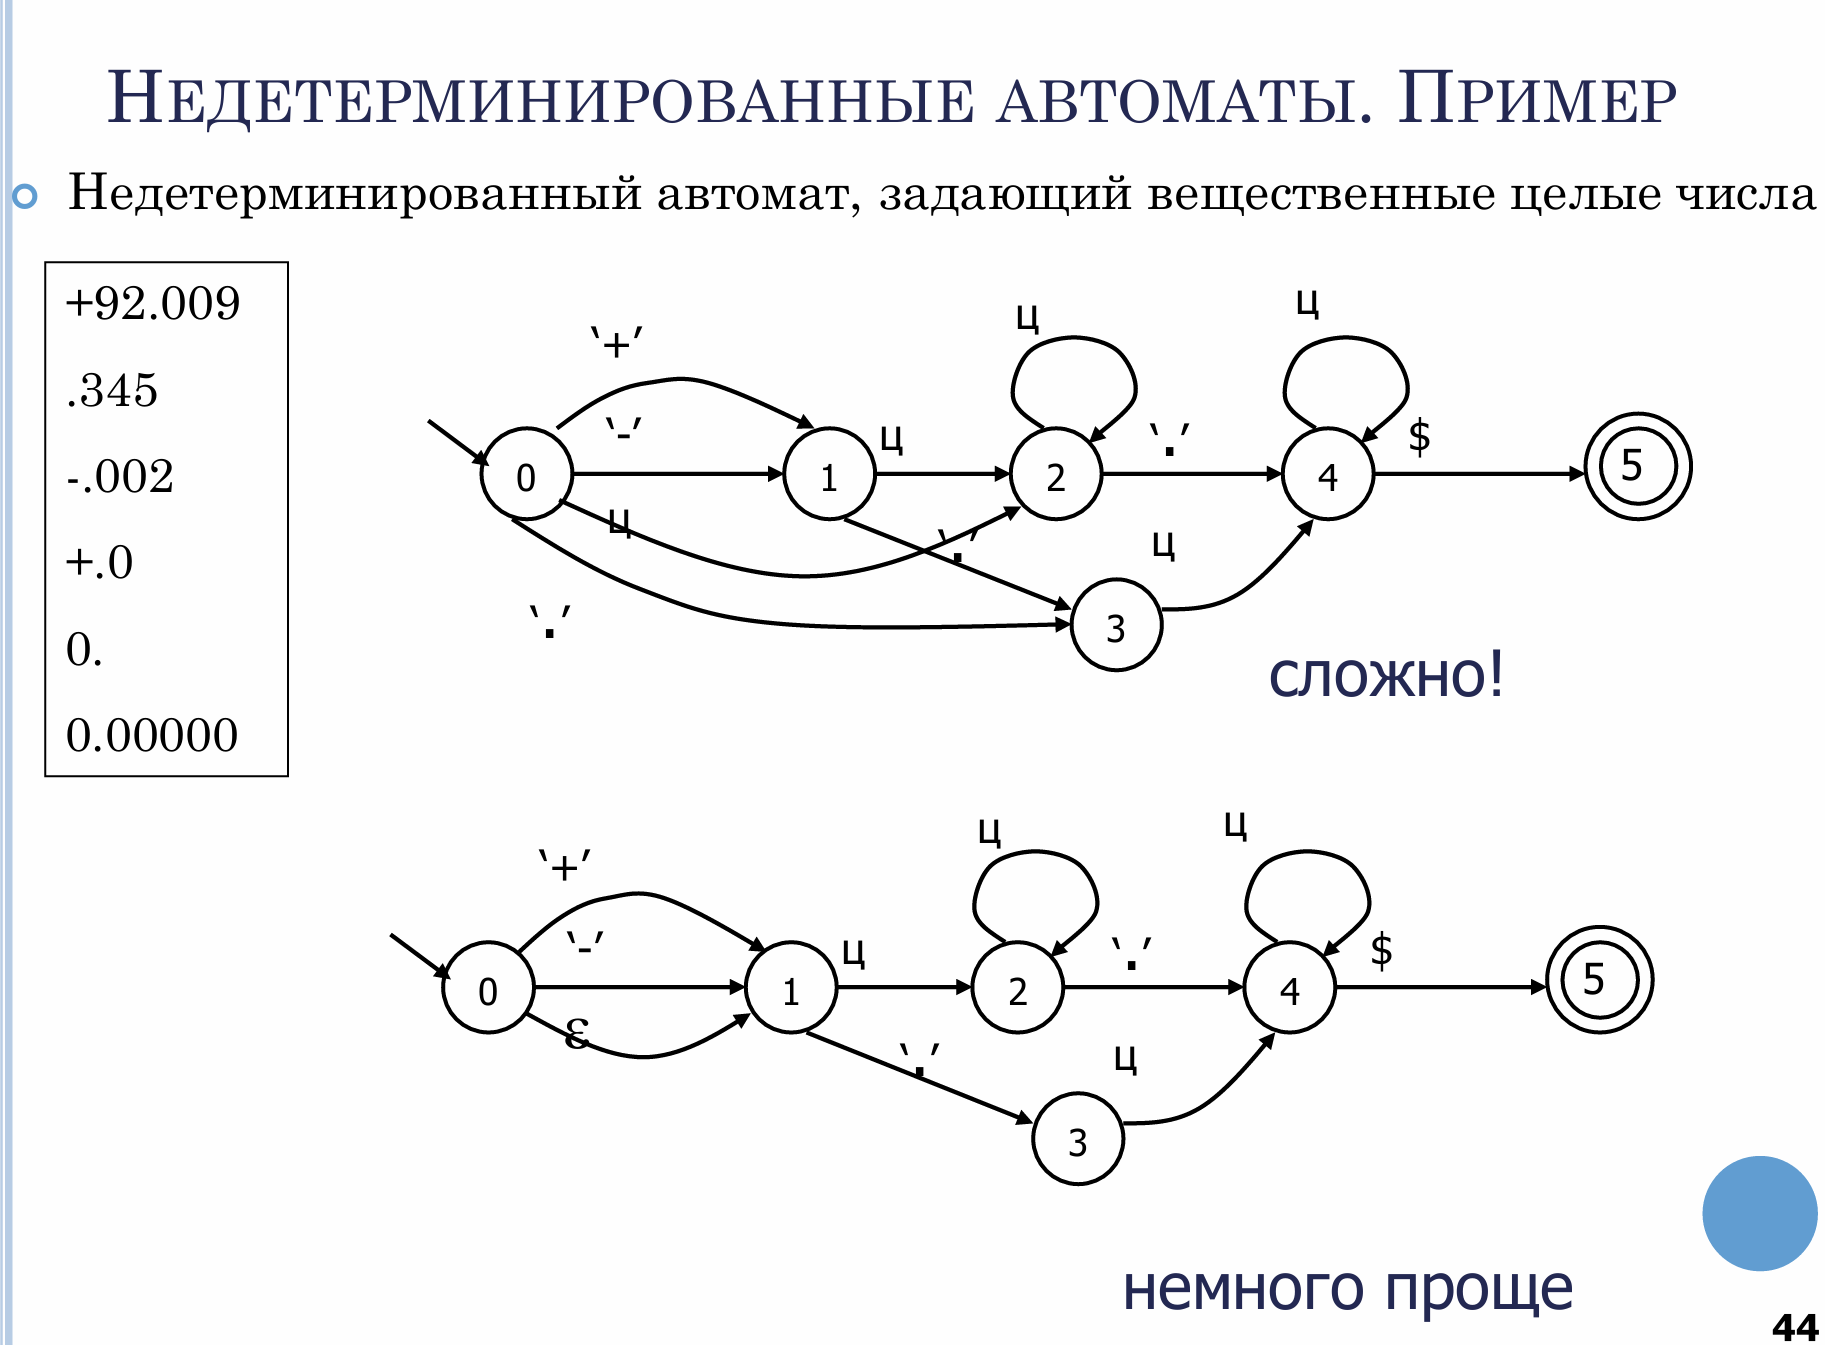 НЕДЕТЕРМИНИРОВАННЫЕ АВТОМАТЫ. ПРИМЕР
Недетерминированный автомат, задающий вещественные целые числа
+92.009
.345
-.002
+.0
0.
0.00000
ц
ц
‘+’
‘-’
ц
‘.’
$
0
1
2
4
5
ц
‘.’
ц
‘.’
3
сложно!
ц
ц
‘+’
‘-’
ц
‘.’
$
0
1
2
4
5
ε
‘.’
ц
3
немного проще
44